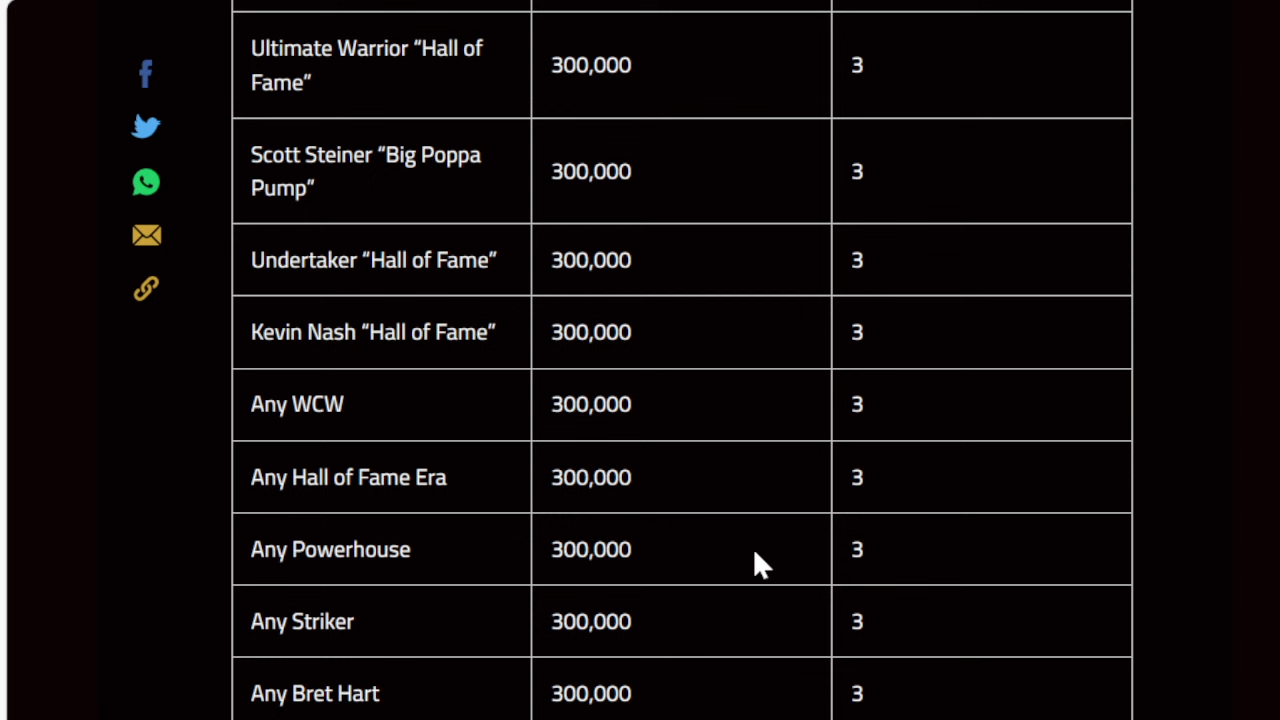 Ultimate Warrior “Hall of
Fame”
300,000
3
Scott Steiner “Big Poppa
Pump”
300,000
3
Undertaker “Hall of Fame”
300,000
3
Kevin Nash “Hall of Fame”
300,000
3
Any WCW
300,000
3
Any Hall of Fame Era
300,000
3
Any Powerhouse
300,000
3
Any Striker
300,000
3
Any Bret Hart
300,000
3